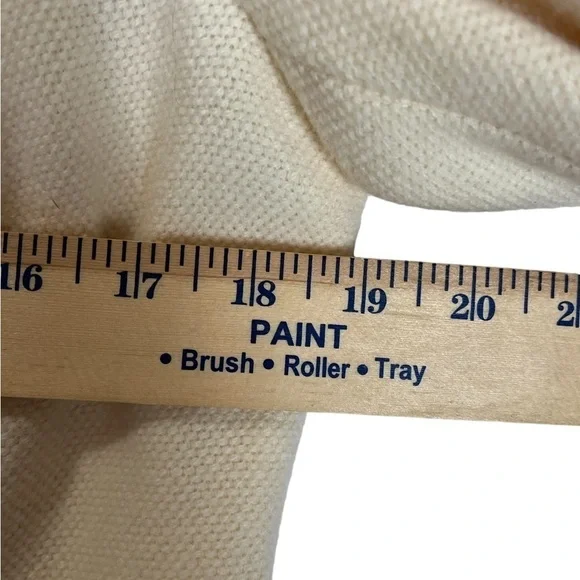 16 17 18 19 20 2
PAINT
• Brush • Roller • Tray